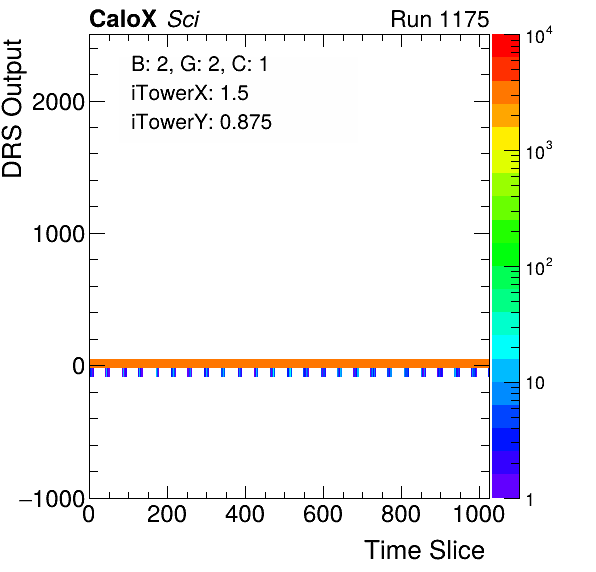 CaloX Sci Run 1175
B: 2, G: 2, C: 1
iTowerX: 1.5
iTowerY: 0.875
DRS Output
2000
1000
0
−1000
0 200 400 600 800 1000
Time Slice
10^4
10^3
10^2
10
1